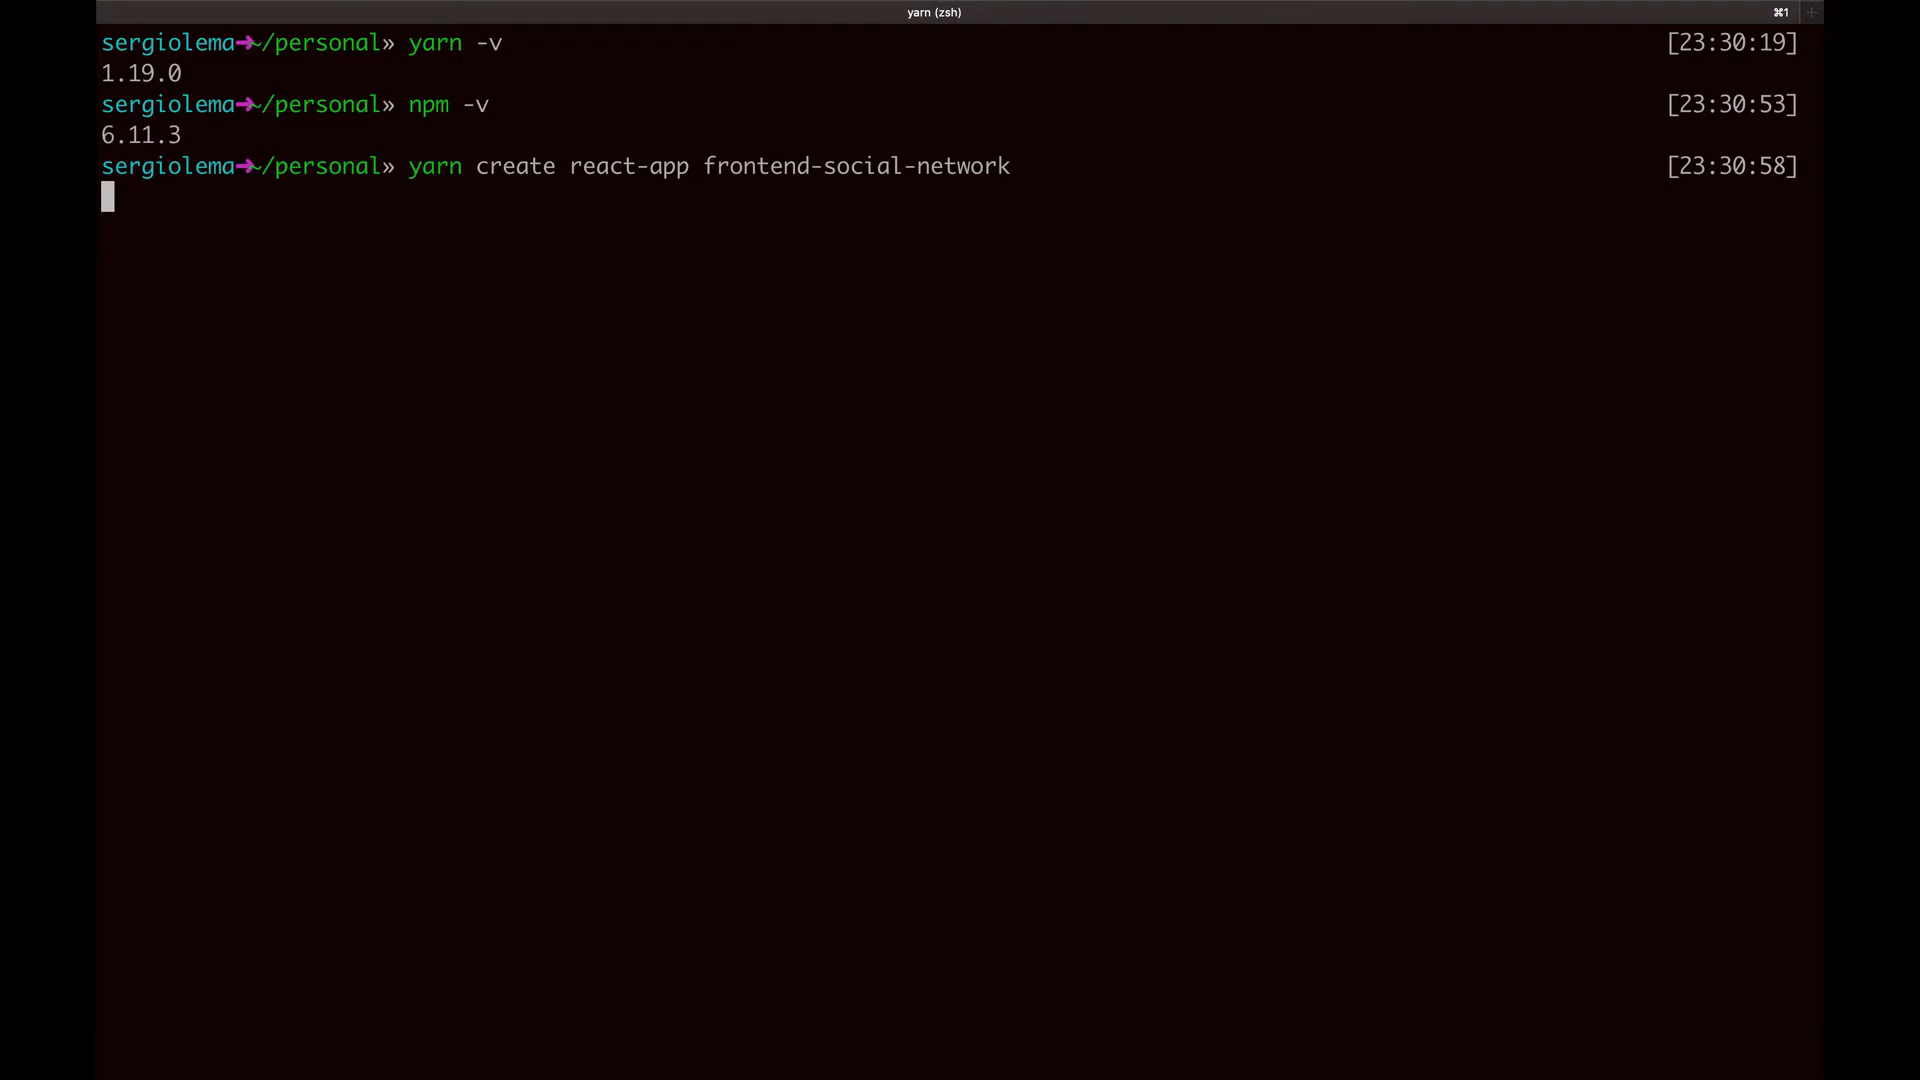 yarn (zsh) ⌘1 +
sergiolema➜~/personal» yarn -v [23:30:19]
1.19.0
sergiolema➜~/personal» npm -v [23:30:53]
6.11.3
sergiolema➜~/personal» yarn create react-app frontend-social-network [23:30:58]